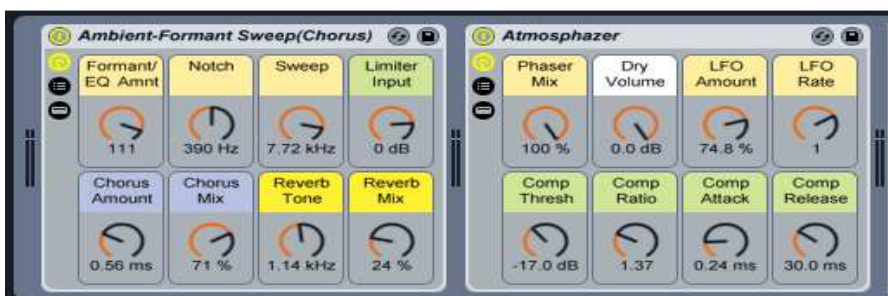 Ambient-Formant Sweep(Chorus)
Formant/
EQ Amnt
111
Notch
390 Hz
Sweep
7.72 kHz
Limiter
Input
0 dB
Chorus
Amount
0.56 ms
Chorus
Mix
71 %
Reverb
Tone
1.14 kHz
Reverb
Mix
24 %
Atmosphazer
Phaser
Mix
100 %
Dry
Volume
0.0 dB
LFO
Amount
74.8 %
LFO
Rate
1
Comp
Thresh
-17.0 dB
Comp
Ratio
1.37
Comp
Attack
0.24 ms
Comp
Release
30.0 ms